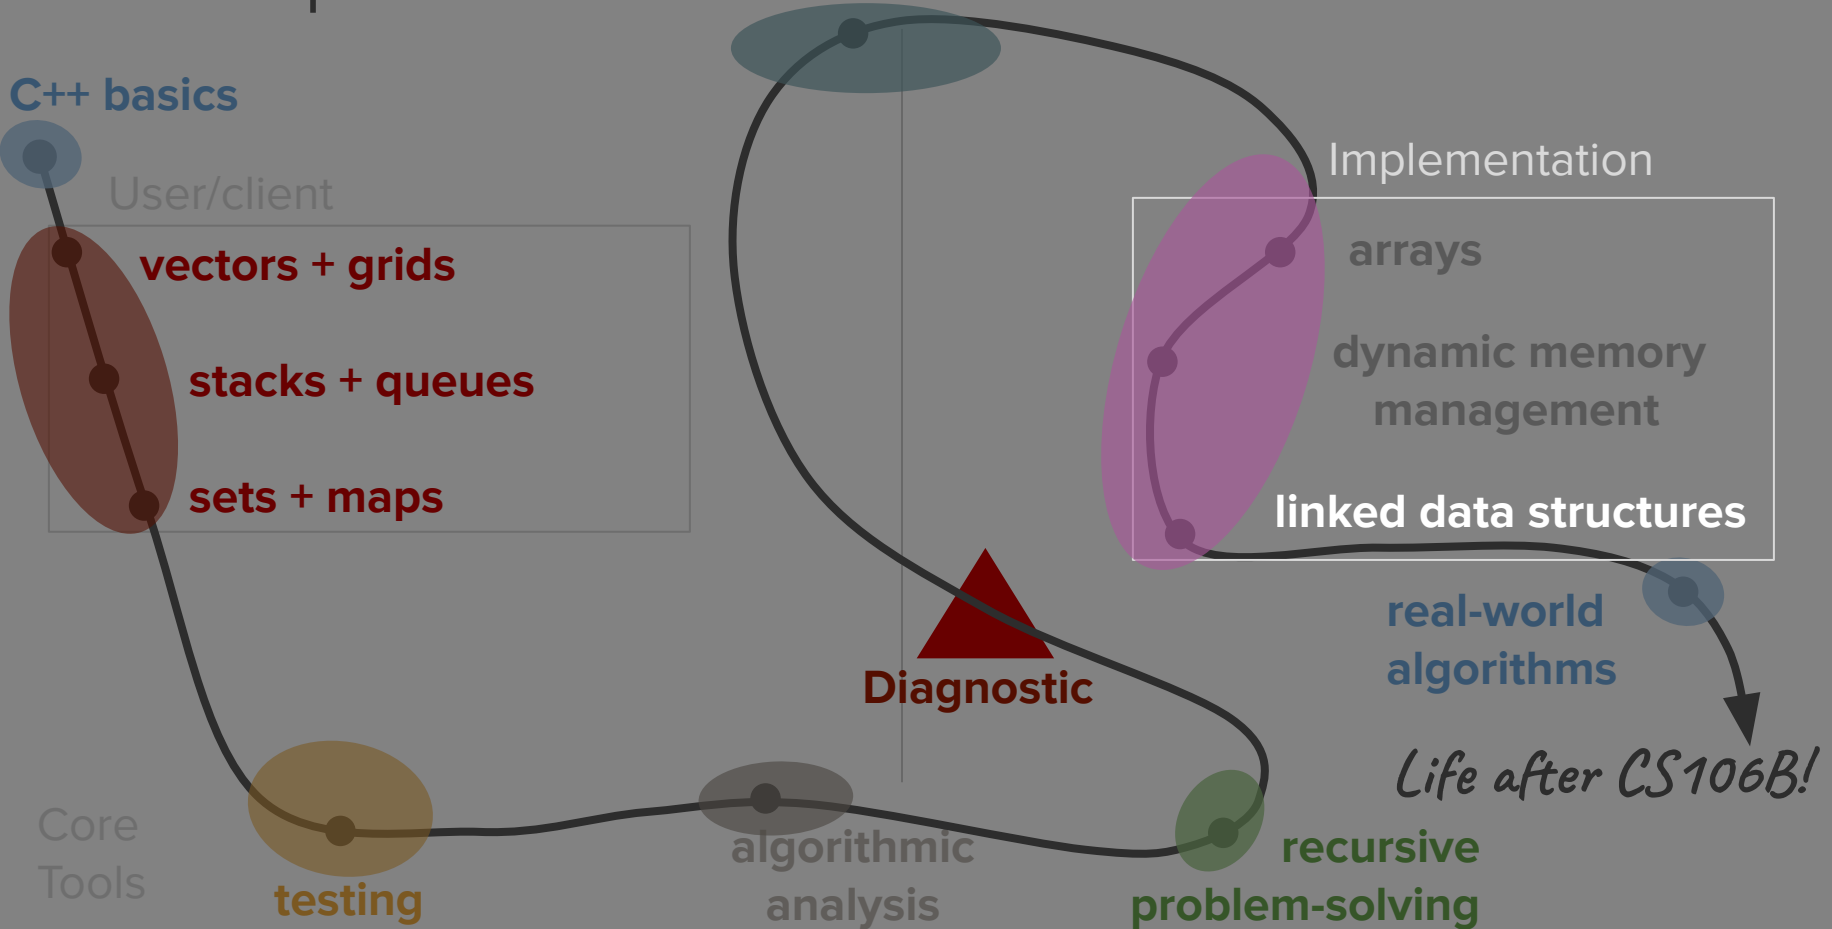 C++ basics
User/client
vectors + grids
stacks + queues
sets + maps
Core
Tools
testing
algorithmic
analysis
recursive
problem-solving
Diagnostic
Implementation
arrays
dynamic memory
management
linked data structures
real-world
algorithms
Life after CS106B!